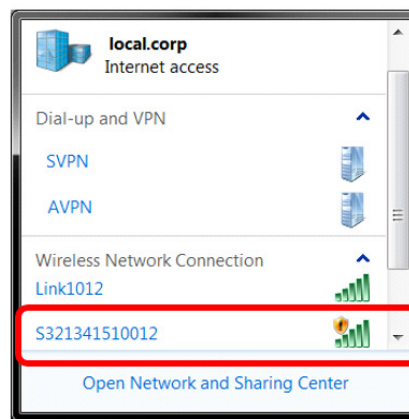 local.corp
Internet access
Dial-up and VPN
SVPN
AVPN
Wireless Network Connection
Link1012
S321341510012
Open Network and Sharing Center